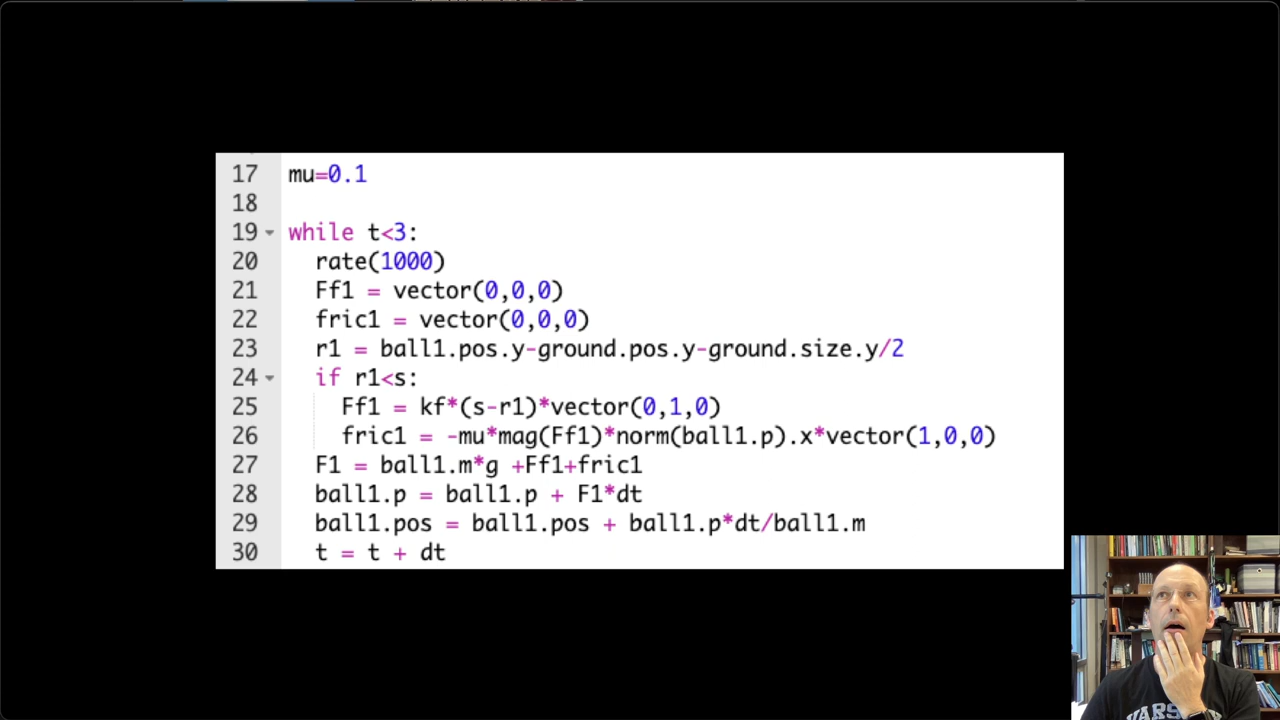 17 mu=0.1
18
19 while t<3:
20 rate(1000)
21 Ff1 = vector(0,0,0)
22 fric1 = vector(0,0,0)
23 r1 = ball1.pos.y-ground.pos.y-ground.size.y/2
24 if r1<s:
25 Ff1 = kf*(s-r1)*vector(0,1,0)
26 fric1 = -mu*mag(Ff1)*norm(ball1.p).x*vector(1,0,0)
27 F1 = ball1.m*g +Ff1+fric1
28 ball1.p = ball1.p + F1*dt
29 ball1.pos = ball1.pos + ball1.p*dt/ball1.m
30 t = t + dt